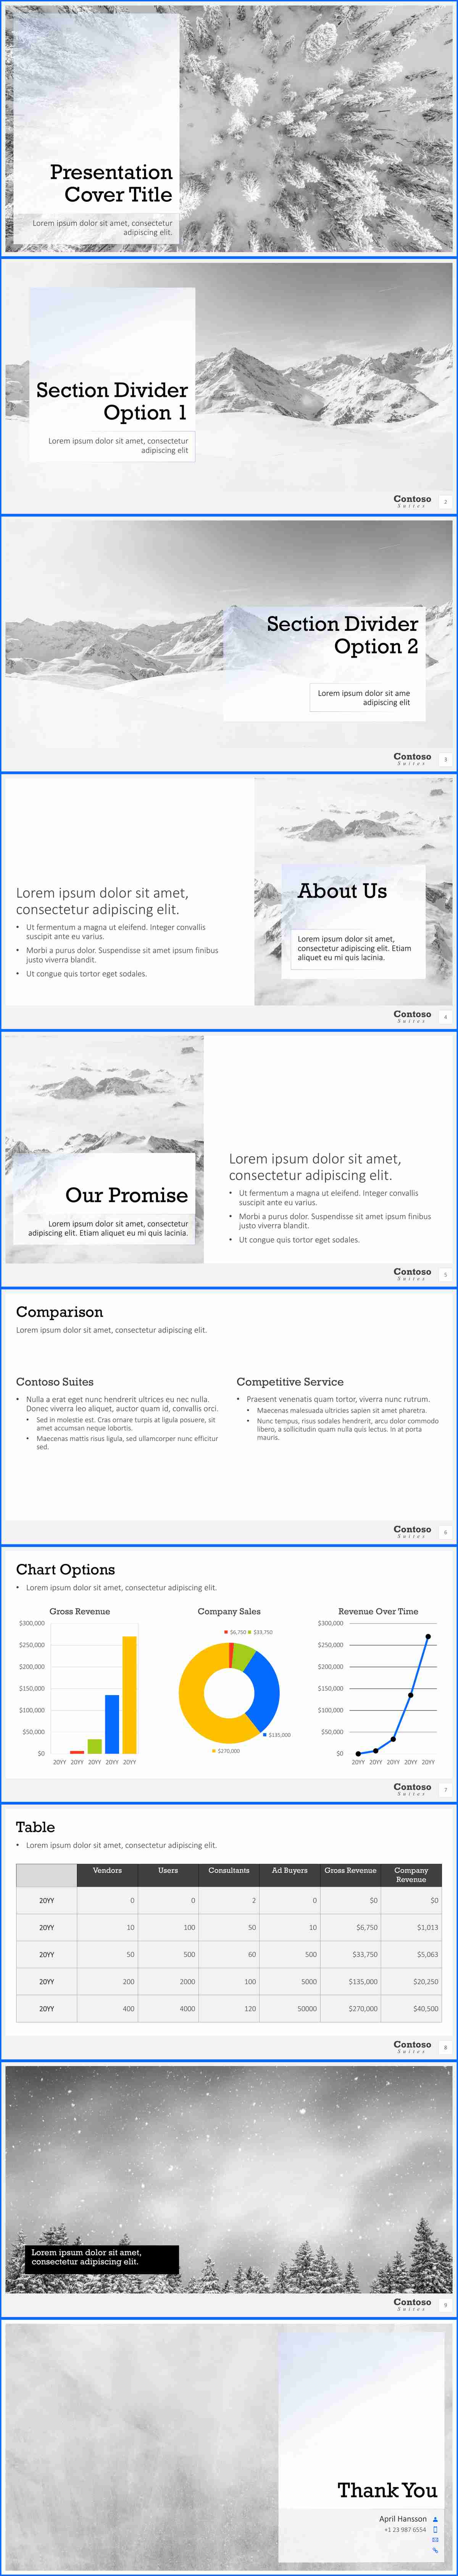 Presentation
Cover Title
Lorem ipsum dolor sit amet, consectetur
adipiscing elit.
Section Divider
Option 1
Lorem ipsum dolor sit amet, consectetur
adipiscing elit
Contoso
Suites
2
Section Divider
Option 2
Lorem ipsum dolor sit ame
adipiscing elit
Contoso
Suites
3
Lorem ipsum dolor sit amet,
consectetur adipiscing elit.
• Ut fermentum a magna ut eleifend. Integer convallis
suscipit ante eu varius.
• Morbi a purus dolor. Suspendisse sit amet ipsum finibus
justo viverra blandit.
• Ut congue quis tortor eget sodales.
About Us
Lorem ipsum dolor sit amet,
consectetur adipiscing elit. Etiam
aliquet eu mi quis lacinia.
Contoso
Suites
4
Our Promise
Lorem ipsum dolor sit amet, consectetur
adipiscing elit. Etiam aliquet eu mi quis lacinia.
Lorem ipsum dolor sit amet,
consectetur adipiscing elit.
• Ut fermentum a magna ut eleifend. Integer convallis
suscipit ante eu varius.
• Morbi a purus dolor. Suspendisse sit amet ipsum finibus
justo viverra blandit.
• Ut congue quis tortor eget sodales.
Contoso
Suites
5
Comparison
Lorem ipsum dolor sit amet, consectetur adipiscing elit.
Contoso Suites
• Nulla a erat eget nunc hendrerit ultrices eu nec nulla.
Donec viverra leo aliquet, auctor quam id, convallis orci.
• Sed in molestie est. Cras ornare turpis at ligula posuere, sit
amet accumsan neque lobortis.
• Maecenas mattis risus ligula, sed ullamcorper nunc efficitur
sed.
Competitive Service
• Praesent venenatis quam tortor, viverra nunc rutrum.
• Maecenas malesuada ultricies sapien sit amet pharetra.
• Nunc tempus, risus sodales hendrerit, arcu dolor commodo
libero, a sollicitudin quam nulla quis lectus. In at porta
mauris.
Contoso
Suites
6
Chart Options
• Lorem ipsum dolor sit amet, consectetur adipiscing elit.
Gross Revenue
$300,000
$250,000
$200,000
$150,000
$100,000
$50,000
$0
20YY 20YY 20YY 20YY 20YY
Company Sales
$6,750 $33,750
$135,000
$270,000
Revenue Over Time
$300,000
$250,000
$200,000
$150,000
$100,000
$50,000
$0
20YY 20YY 20YY 20YY 20YY
Contoso
Suites
7
Table
• Lorem ipsum dolor sit amet, consectetur adipiscing elit.
Vendors Users Consultants Ad Buyers Gross Revenue Company
Revenue
20YY 0 0 2 0 $0 $0
20YY 10 100 50 10 $6,750 $1,013
20YY 50 500 60 500 $33,750 $5,063
20YY 200 2000 100 5000 $135,000 $20,250
20YY 400 4000 120 50000 $270,000 $40,500
Contoso
Suites
8
Lorem ipsum dolor sit amet,
consectetur adipiscing elit.
Contoso
Suites
9
Thank You
April Hansson
+1 23 987 6554